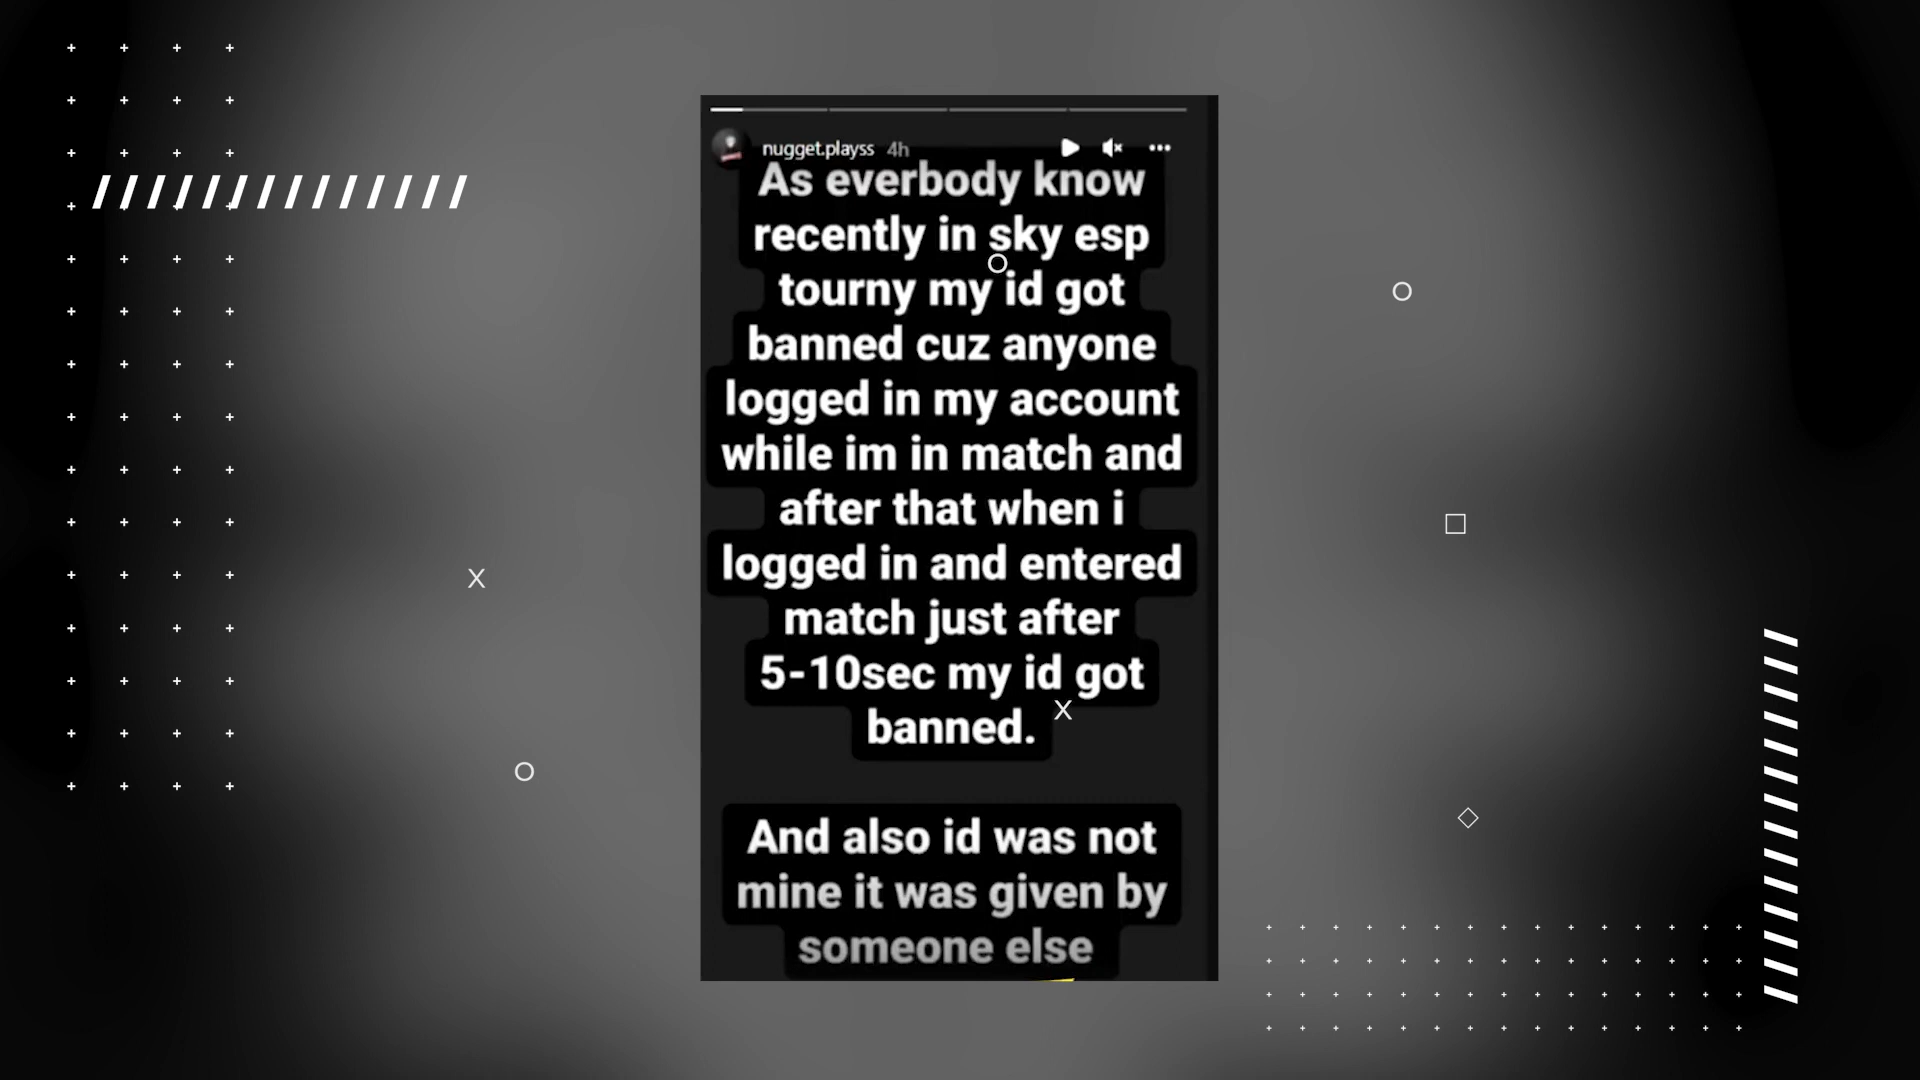 nugget.playss 4h
As everbody know
recently in sky esp
tourny my id got
banned cuz anyone
logged in my account
while im in match and
after that when i
logged in and entered
match just after
5-10sec my id got
banned.
And also id was not
mine it was given by
someone else